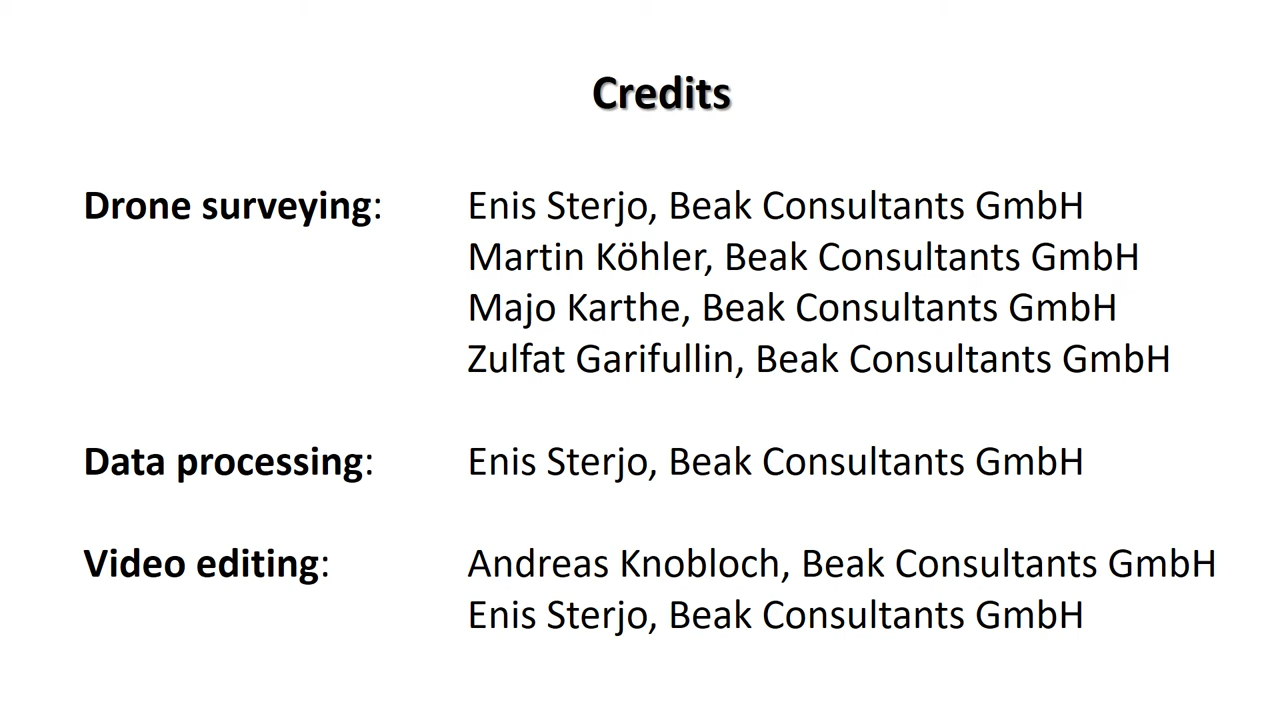 Credits
Drone surveying: Enis Sterjo, Beak Consultants GmbH
Martin Köhler, Beak Consultants GmbH
Majo Karthe, Beak Consultants GmbH
Zulfat Garifullin, Beak Consultants GmbH
Data processing: Enis Sterjo, Beak Consultants GmbH
Video editing: Andreas Knobloch, Beak Consultants GmbH
Enis Sterjo, Beak Consultants GmbH